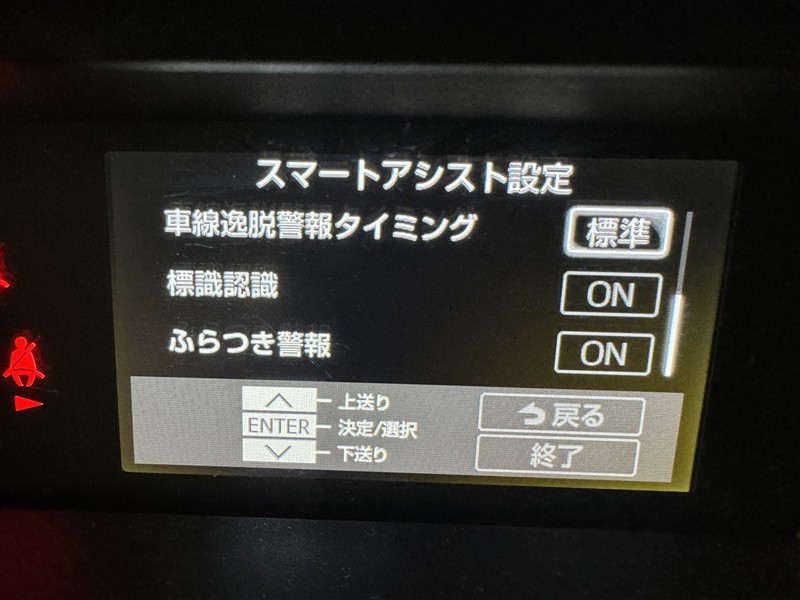 スマートアシスト設定
車線逸脱警報タイミング 標準
標識認識 ON
ふらつき警報 ON
上送り
ENTER 決定/選択
下送り
戻る
終了